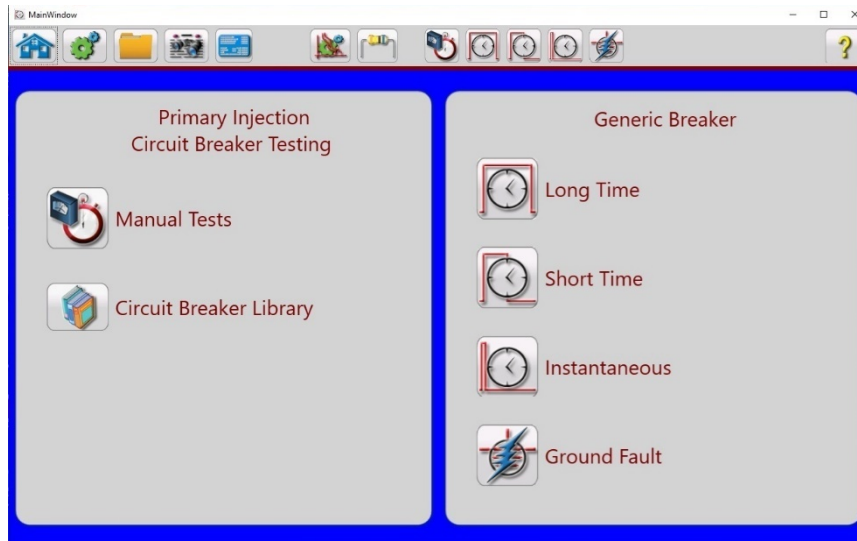 MainWindow
?
Primary Injection
Circuit Breaker Testing
Manual Tests
Circuit Breaker Library
Generic Breaker
Long Time
Short Time
Instantaneous
Ground Fault